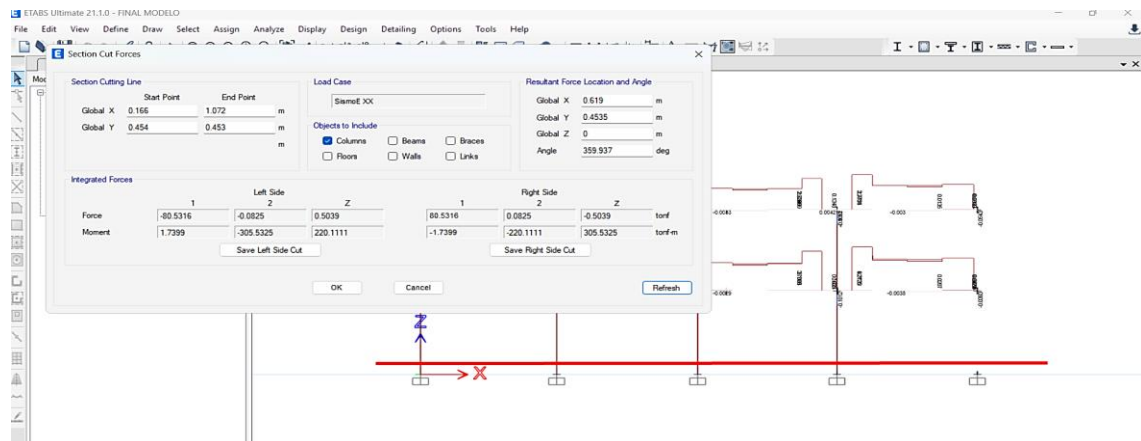 ETABS Ultimate 21.1.0 - FINAL MODELO
File Edit View Define Draw Select Assign Analyze Display Design Detailing Options Tools Help
E Section Cut Forces
Section Cutting Line
Start Point End Point
Global X 0.166 1.072 m
Global Y 0.454 0.453 m
m
Load Case
SismoE XX
Objects to Include
Columns Beams Braces
Floors Walls Links
Resultant Force Location and Angle
Global X 0.619 m
Global Y 0.4535 m
Global Z 0 m
Angle 359.937 deg
Integrated Forces
Left Side Right Side
1 2 Z 1 2 Z
Force -80.5316 -0.0825 0.5039 80.5316 0.0825 -0.5039 tonf
Moment 1.7399 -305.5325 220.1111 -1.7399 -220.1111 305.5325 tonf-m
Save Left Side Cut Save Right Side Cut
OK Cancel Refresh
-0.003
-0.0038
Z
X